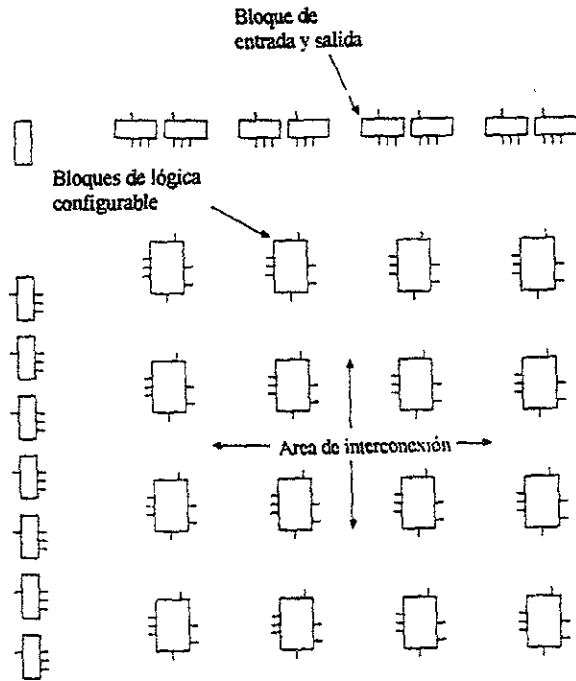 Bloque de
entrada y salida
Bloques de lógica
configurable
Area de interconexión